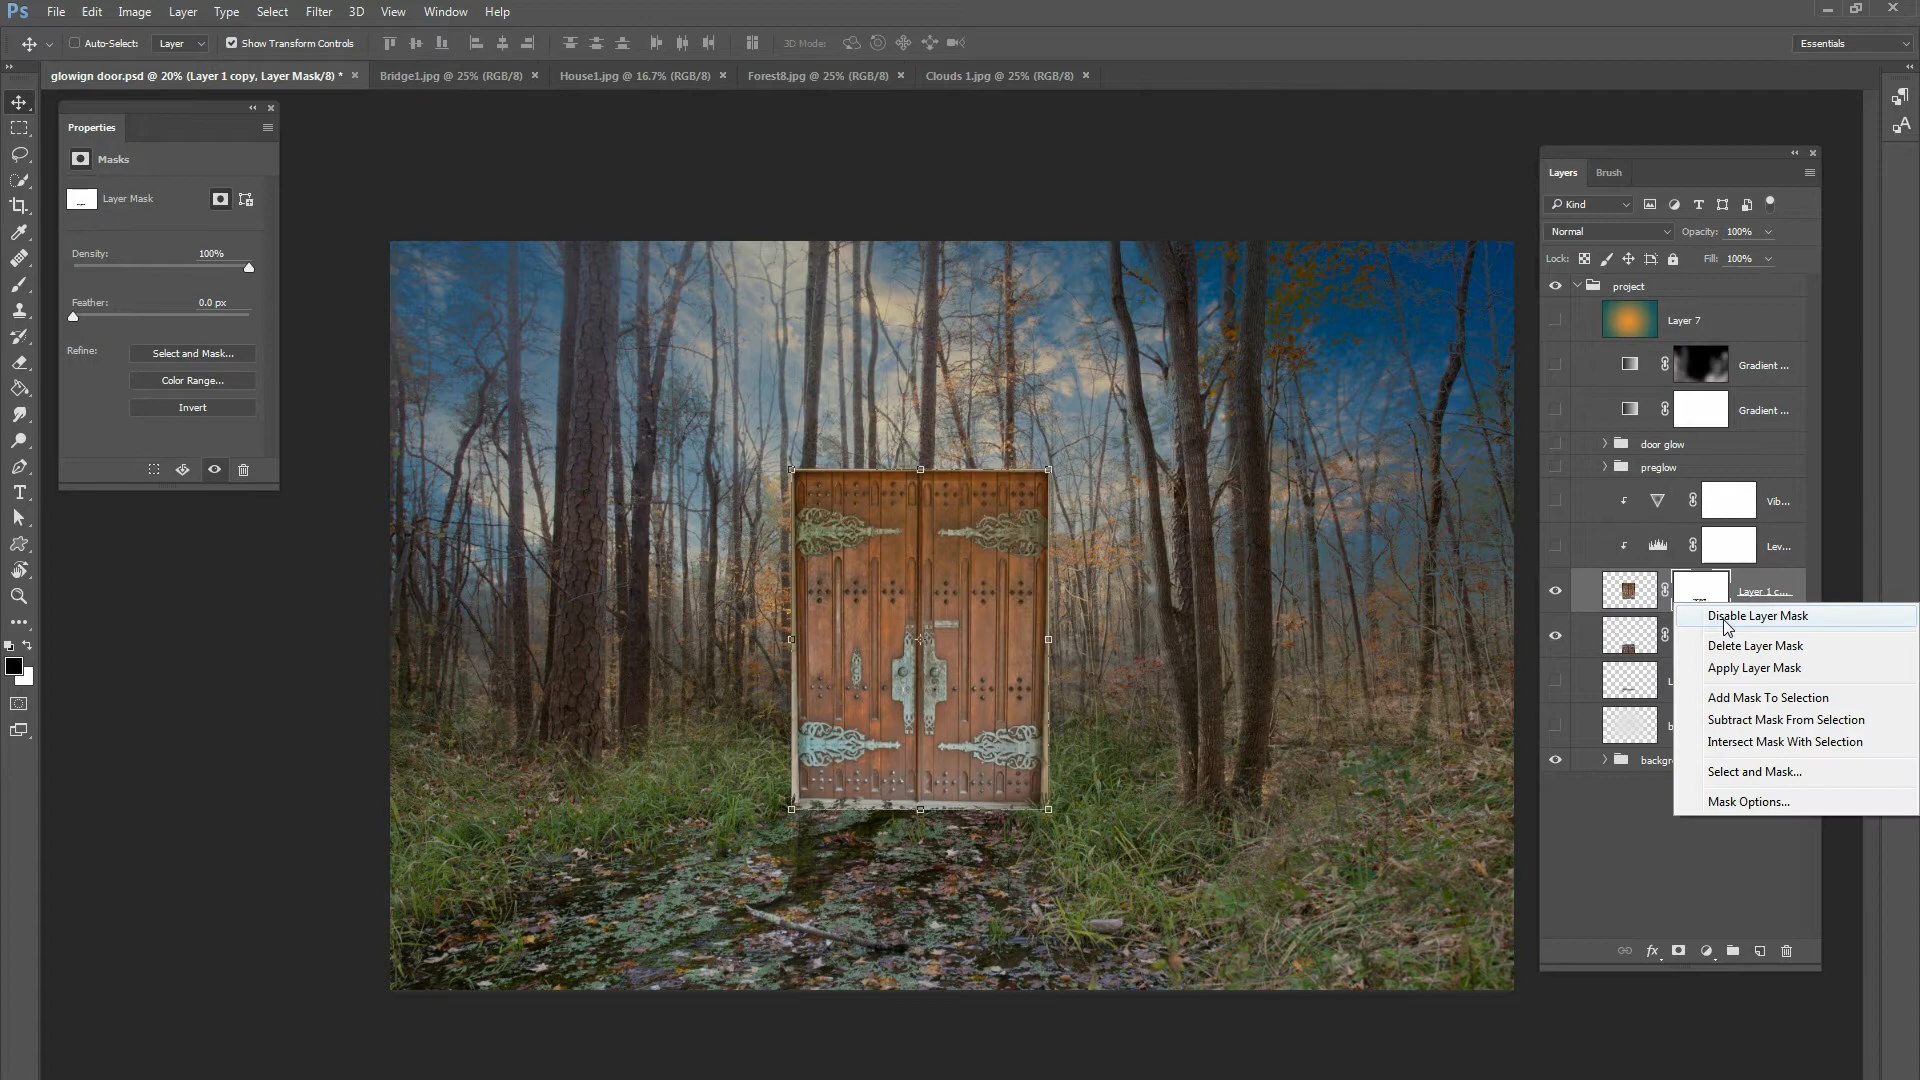 Ps File Edit Image Layer Type Select Filter 3D View Window Help
Auto-Select: Layer Show Transform Controls 3D Mode: Essentials
glowign door.psd @ 20% (Layer 1 copy, Layer Mask/8) * Bridge1.jpg @ 25% (RGB/8) House1.jpg @ 16.7% (RGB/8) Forest8.jpg @ 25% (RGB/8) Clouds 1.jpg @ 25% (RGB/8)
Properties
Masks
Layer Mask
Density: 100%
Feather: 0.0 px
Refine: Select and Mask...
Color Range...
Invert
Layers Brush
Kind
Normal Opacity: 100%
Lock: Fill: 100%
project
Layer 7
Gradient ...
Gradient ...
door glow
preglow
Vib...
Lev...
Layer 1 c...
Disable Layer Mask
Delete Layer Mask
Apply Layer Mask
L
Add Mask To Selection
Subtract Mask From Selection
b
Intersect Mask With Selection
backgr
Select and Mask...
Mask Options...